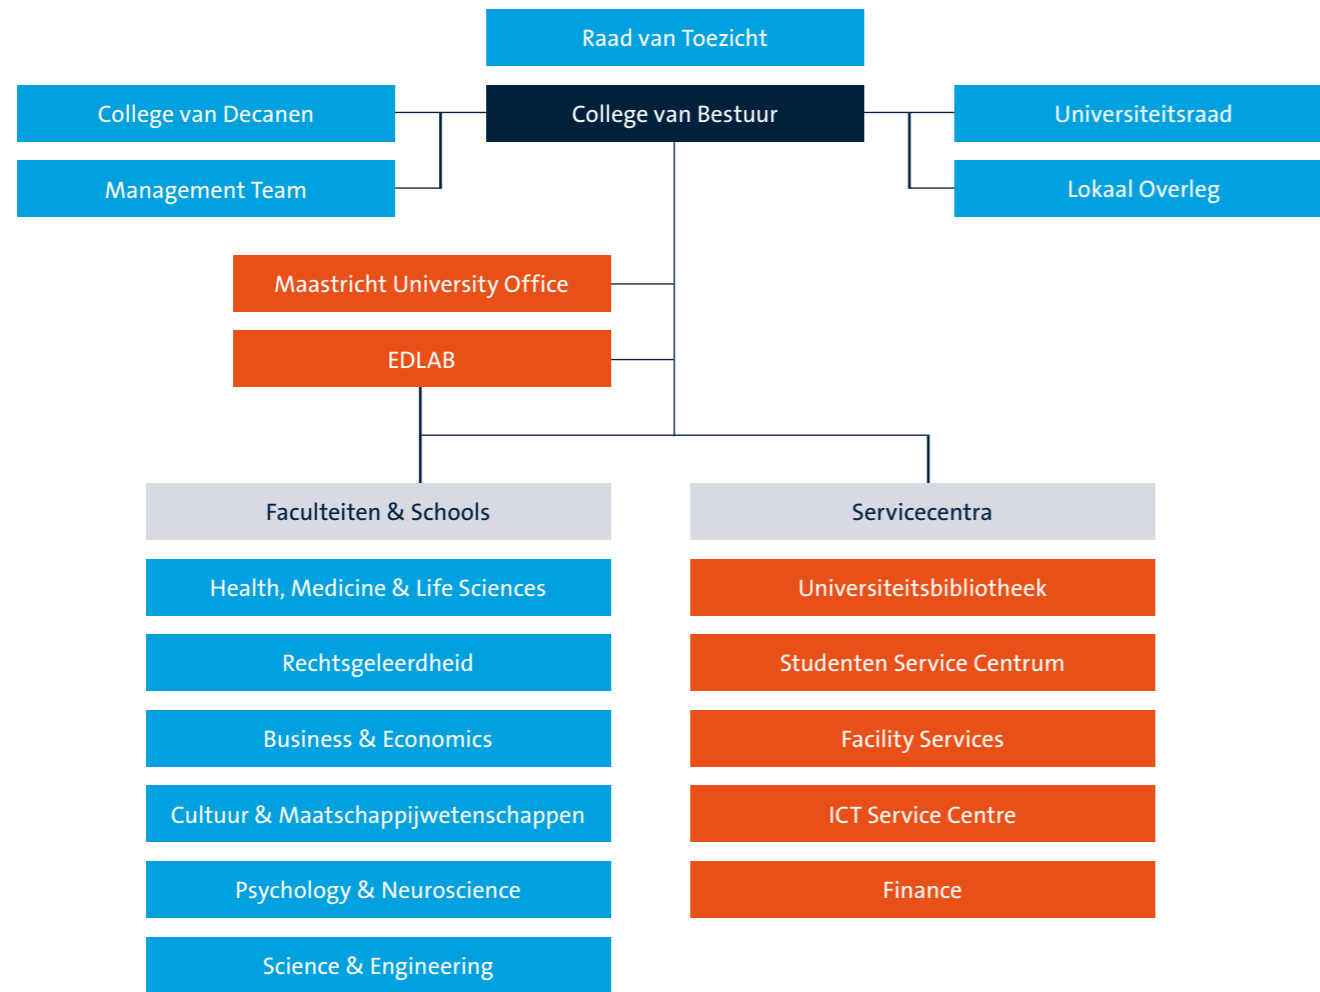 Raad van Toezicht
College van Decanen
College van Bestuur
Universiteitsraad
Management Team
Lokaal Overleg
Maastricht University Office
EDLAB
Faculteiten & Schools
Servicecentra
Health, Medicine & Life Sciences
Universiteitsbibliotheek
Rechtsgeleerdheid
Studenten Service Centrum
Business & Economics
Facility Services
Cultuur & Maatschappijwetenschappen
ICT Service Centre
Psychology & Neuroscience
Finance
Science & Engineering